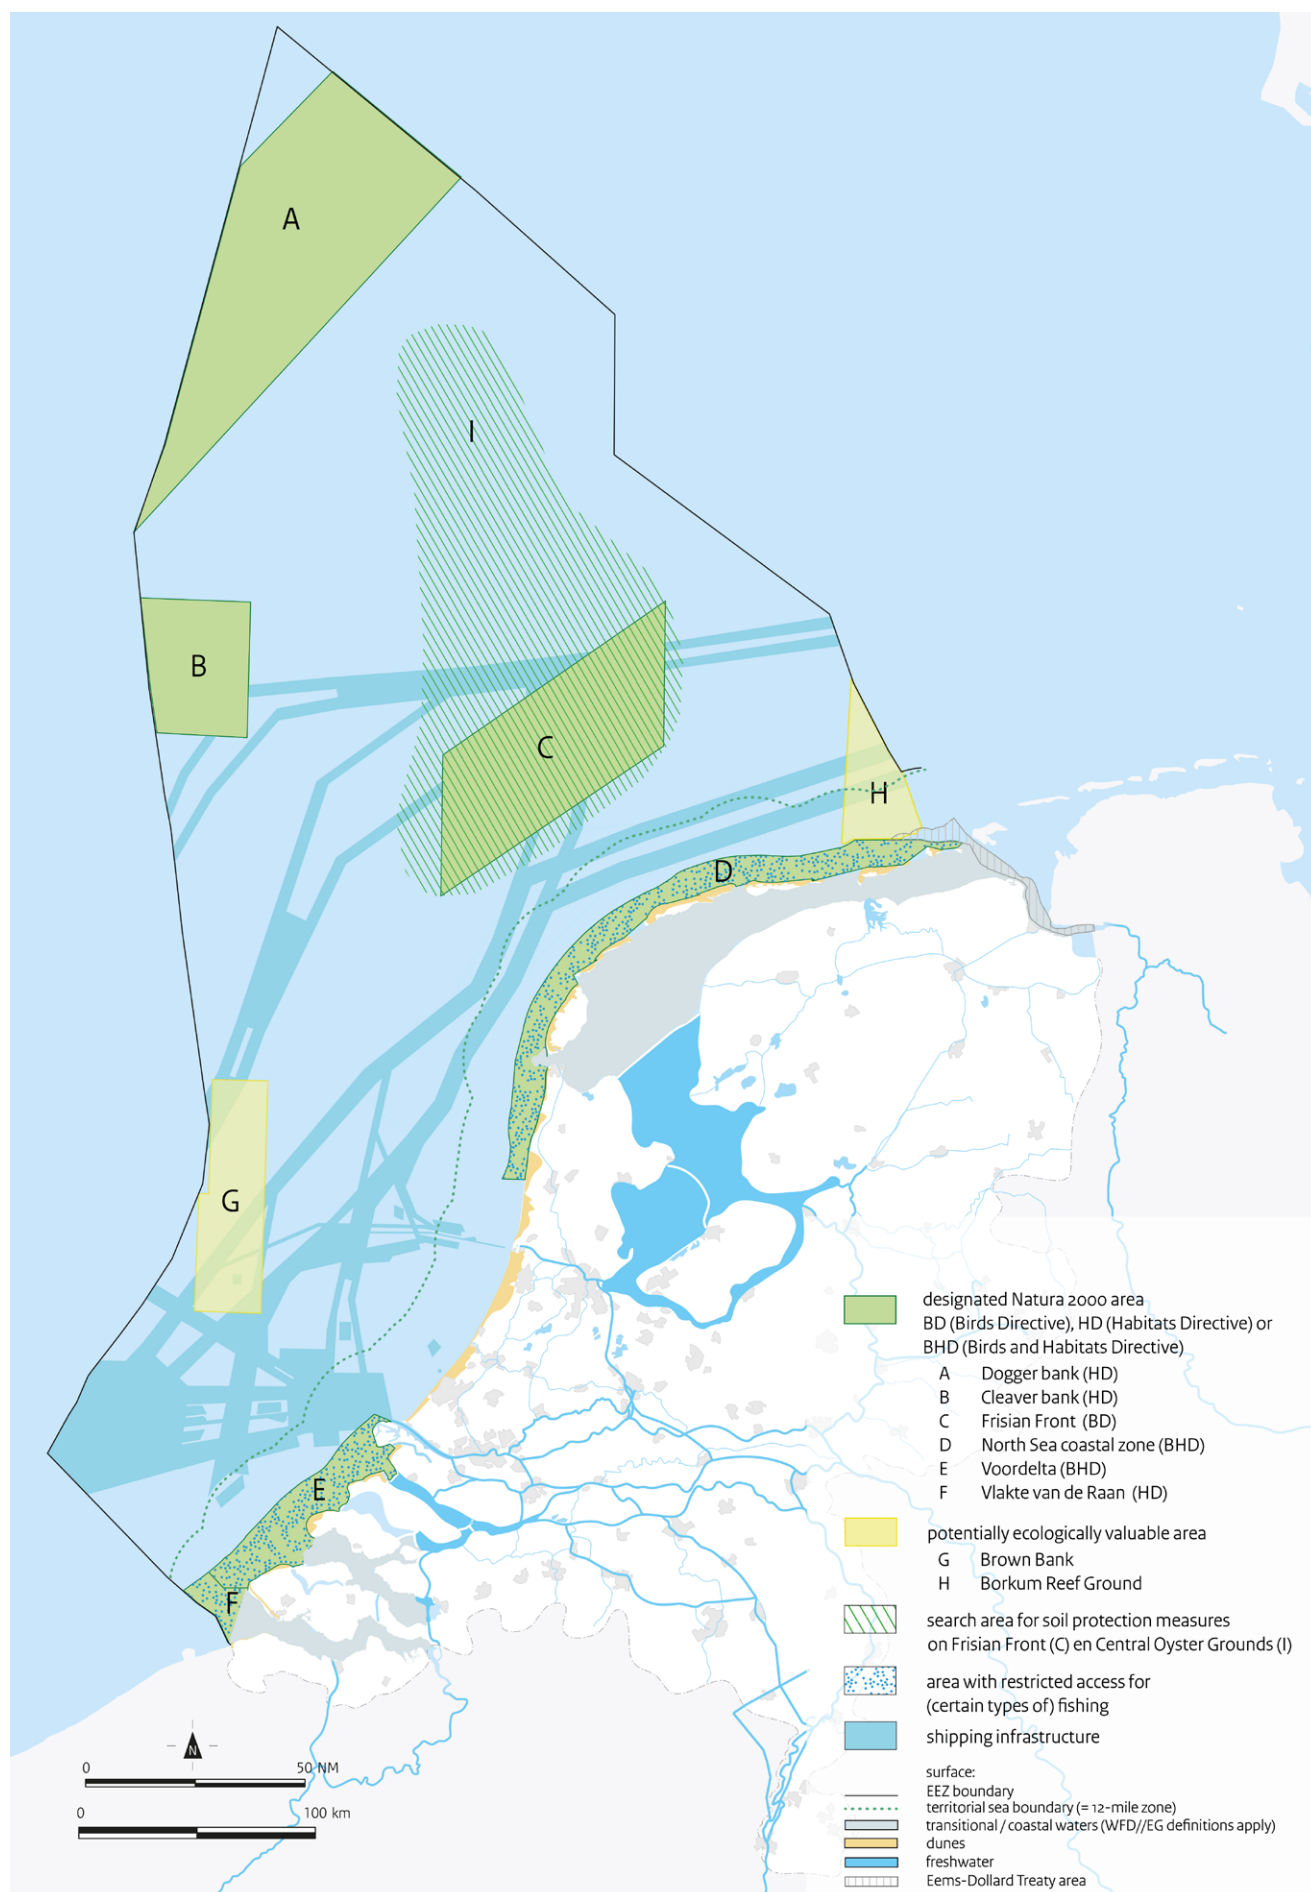 A
I
B
C
H
D
G
E
F
designated Natura 2000 area
BD (Birds Directive), HD (Habitats Directive) or
BHD (Birds and Habitats Directive)
A Dogger bank (HD)
B Cleaver bank (HD)
C Frisian Front (BD)
D North Sea coastal zone (BHD)
E Voordelta (BHD)
F Vlakte van de Raan (HD)
potentially ecologically valuable area
G Brown Bank
H Borkum Reef Ground
search area for soil protection measures
on Frisian Front (C) en Central Oyster Grounds (I)
area with restricted access for
(certain types of) fishing
shipping infrastructure
surface:
EEZ boundary
territorial sea boundary (= 12-mile zone)
transitional / coastal waters (WFD//EG definitions apply)
dunes
freshwater
Eems-Dollard Treaty area
N
0 50 NM
0 100 km